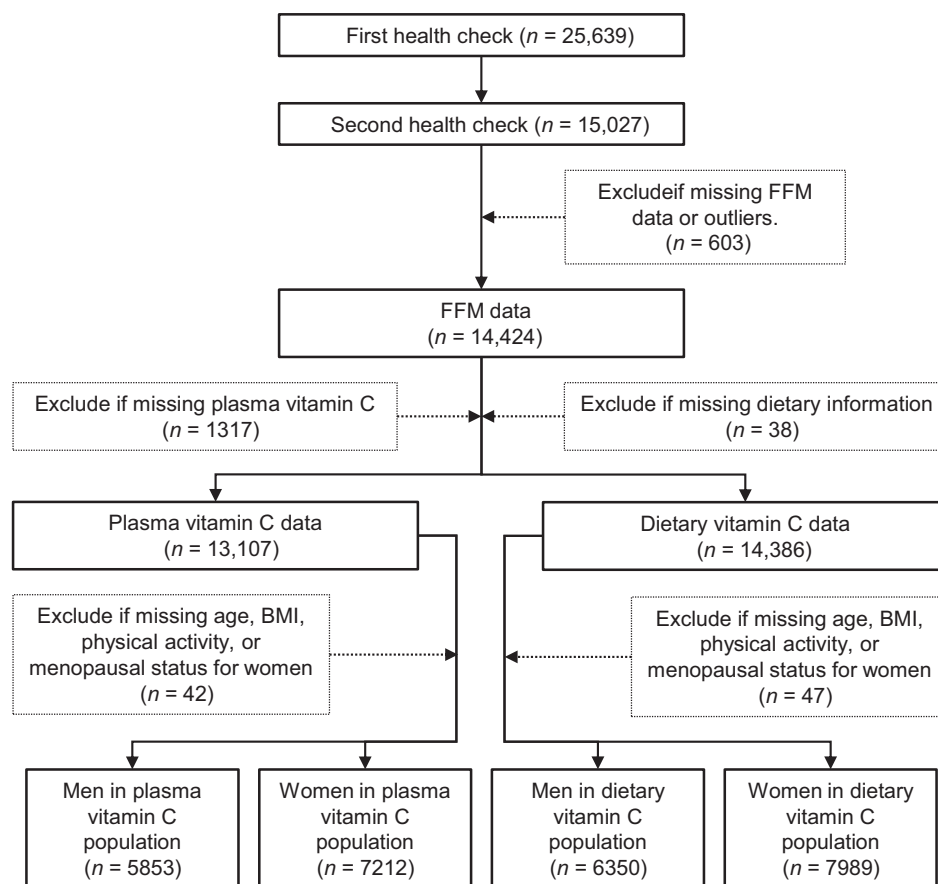 First health check (n = 25,639)
Second health check (n = 15,027)
Excludeif missing FFM
data or outliers.
(n = 603)
FFM data
(n = 14,424)
Exclude if missing plasma vitamin C
(n = 1317)
Exclude if missing dietary information
(n = 38)
Plasma vitamin C data
(n = 13,107)
Dietary vitamin C data
(n = 14,386)
Exclude if missing age, BMI,
physical activity, or
menopausal status for women
(n = 42)
Exclude if missing age, BMI,
physical activity, or
menopausal status for women
(n = 47)
Men in plasma
vitamin C
population
(n = 5853)
Women in plasma
vitamin C
population
(n = 7212)
Men in dietary
vitamin C
population
(n = 6350)
Women in dietary
vitamin C
population
(n = 7989)